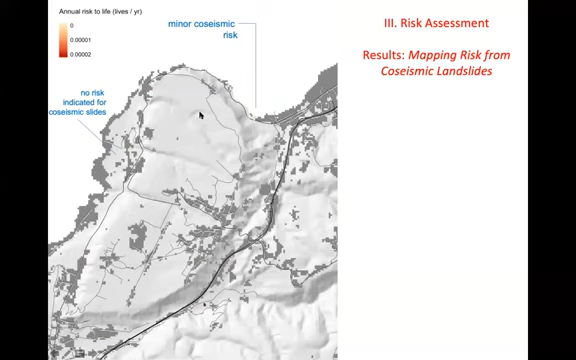 Annual risk to life (lives / yr)
0
0.00001
0.00002
minor coseismic
risk
no risk
indicated for
coseismic slides
III. Risk Assessment
Results: Mapping Risk from
Coseismic Landslides